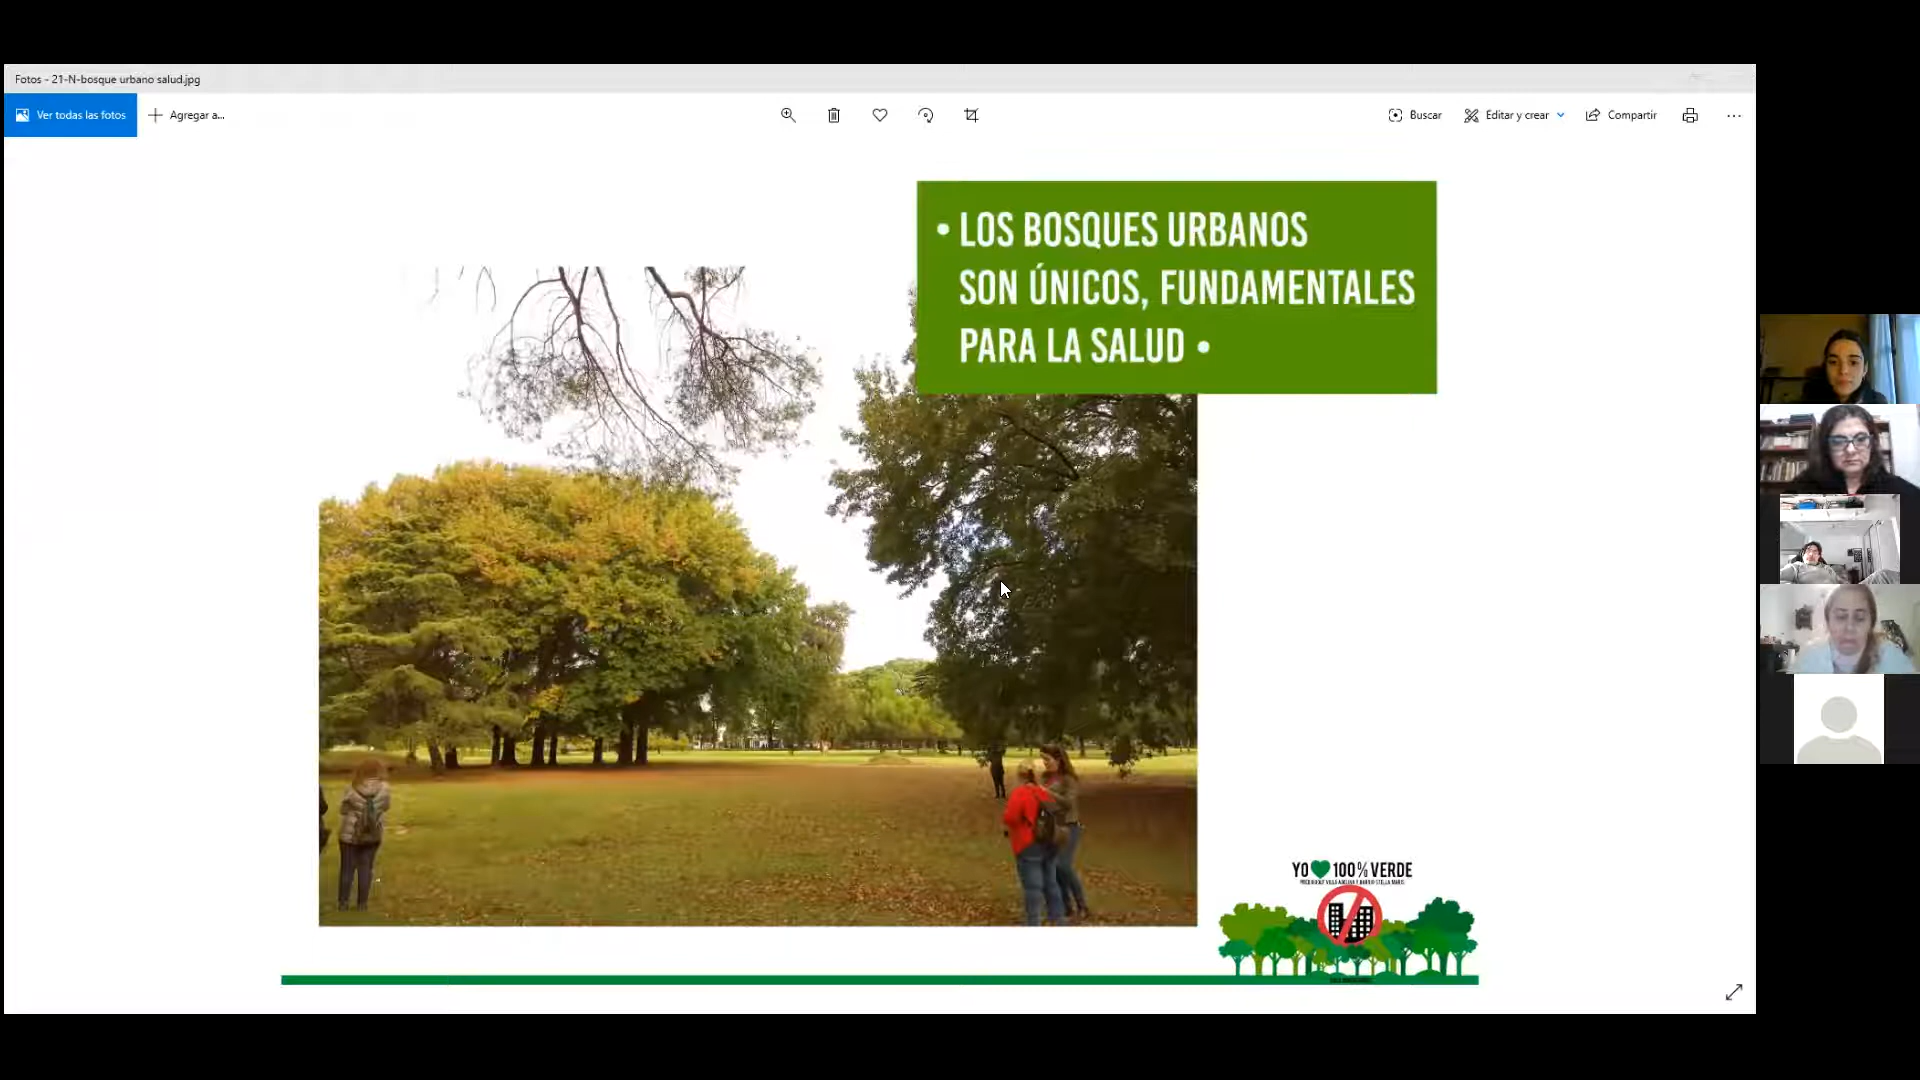 Fotos - 21-N-bosque urbano salud.jpg
Ver todas las fotos
Agregar a...
Buscar
Editar y crear
Compartir
• LOS BOSQUES URBANOS
SON ÚNICOS, FUNDAMENTALES
PARA LA SALUD •
YO 100% VERDE